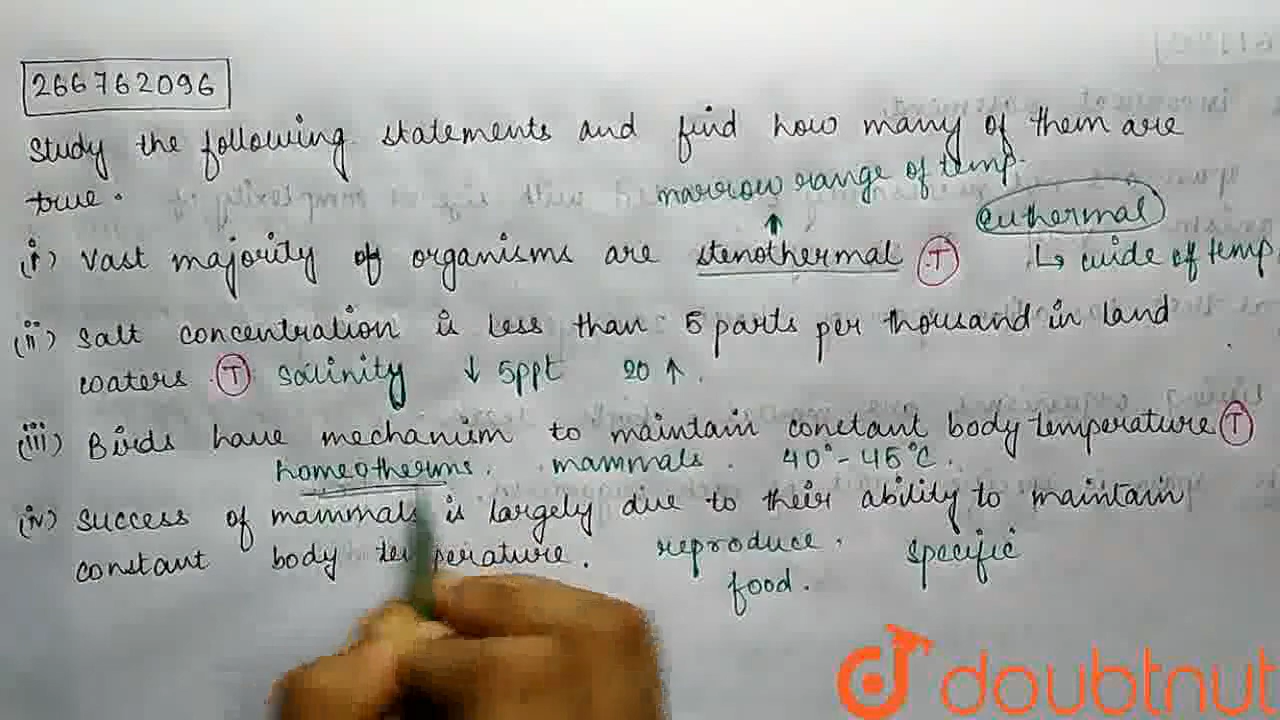 266762096
Study the following statements and find how many of them are
true.
narrow range of temp.
↑
euthermal
(i) Vast majority of organisms are stenothermal (T)
↳ wide of temp
(ii) Salt concentration is less than 5 parts per thousand in land
waters (T) Salinity ↓ 5ppt 20 ↑.
(iii) Birds have mechanism to maintain constant body temperature (T)
homeotherms. mammals. 40° - 45°C.
(iv) Success of mammals is largely due to their ability to maintain
constant body temperature. reproduce. specific
food.
doubtnut